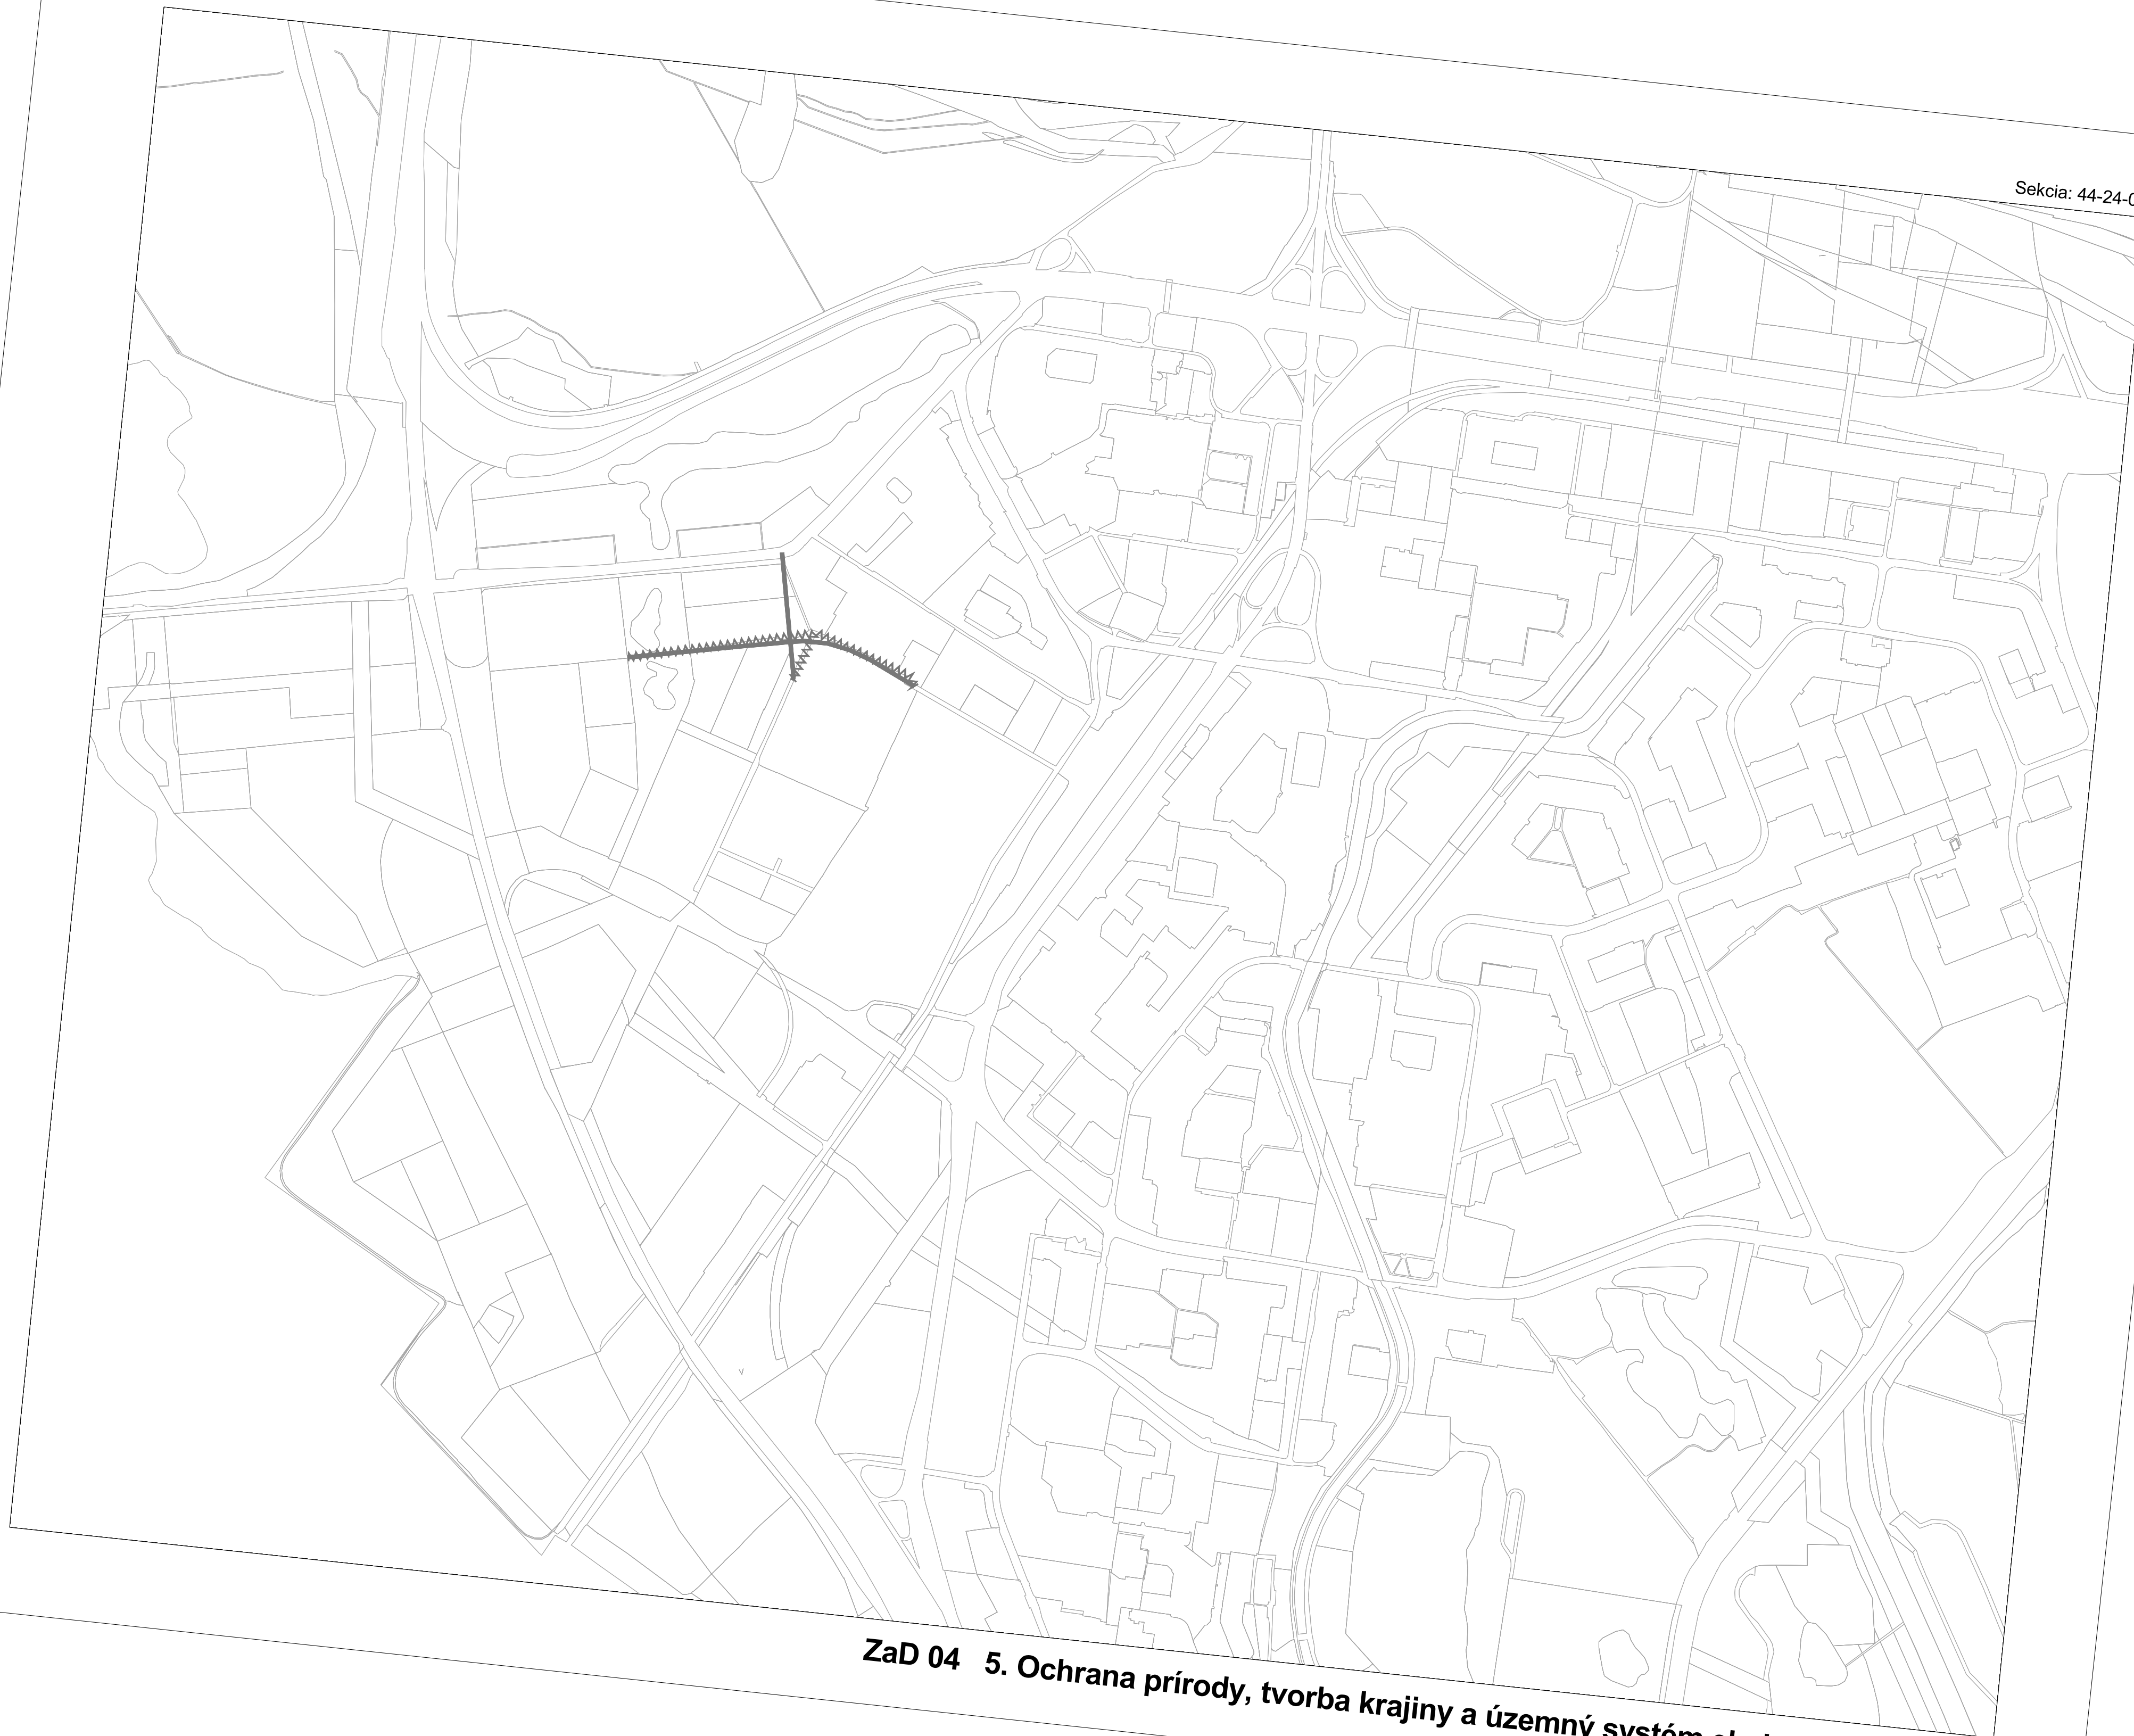 Sekcia: 44-24-0
ZaD 04 5. Ochrana prírody, tvorba krajiny a územný systém